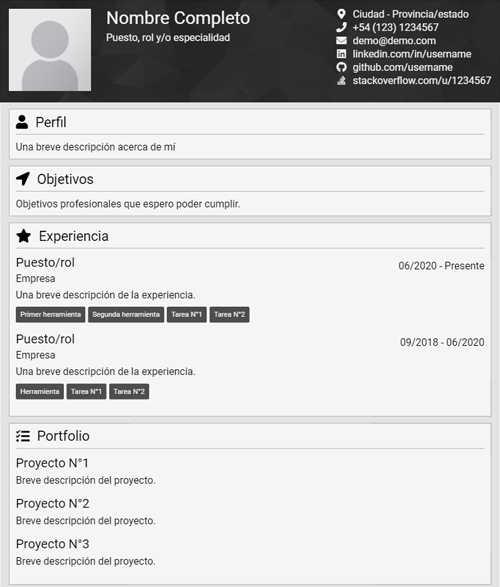 Nombre Completo
Puesto, rol y/o especialidad
Ciudad - Provincia/estado
+54 (123) 1234567
demo@demo.com
linkedin.com/in/username
github.com/username
stackoverflow.com/u/1234567
Perfil
Una breve descripción acerca de mí
Objetivos
Objetivos profesionales que espero poder cumplir.
Experiencia
Puesto/rol
06/2020 - Presente
Empresa
Una breve descripción de la experiencia.
Primer herramienta Segunda herramienta Tarea N°1 Tarea N°2
Puesto/rol
09/2018 - 06/2020
Empresa
Una breve descripción de la experiencia.
Herramienta Tarea N°1 Tarea N°2
Portfolio
Proyecto N°1
Breve descripción del proyecto.
Proyecto N°2
Breve descripción del proyecto.
Proyecto N°3
Breve descripción del proyecto.